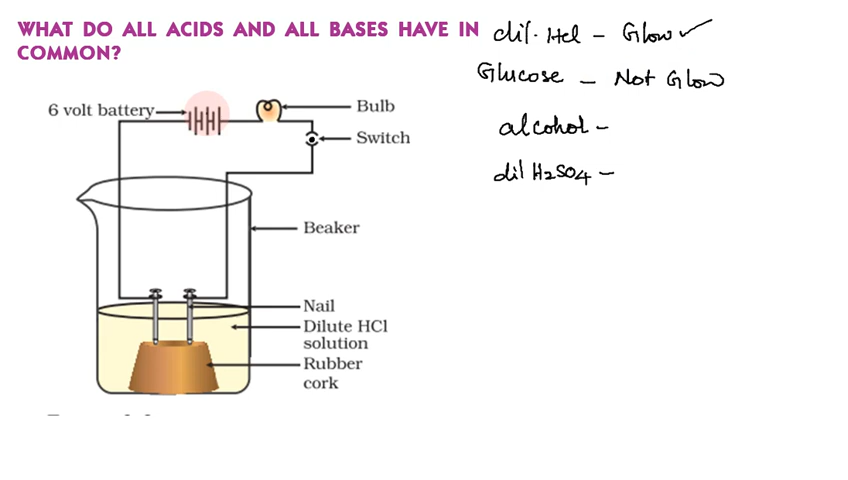 WHAT DO ALL ACIDS AND ALL BASES HAVE IN
COMMON?
dil. Hcl - Glow ✓
Glucose - Not Glow
alcohol -
dil H2SO4 -
6 volt battery
Bulb
Switch
Beaker
Nail
Dilute HCl
solution
Rubber
cork